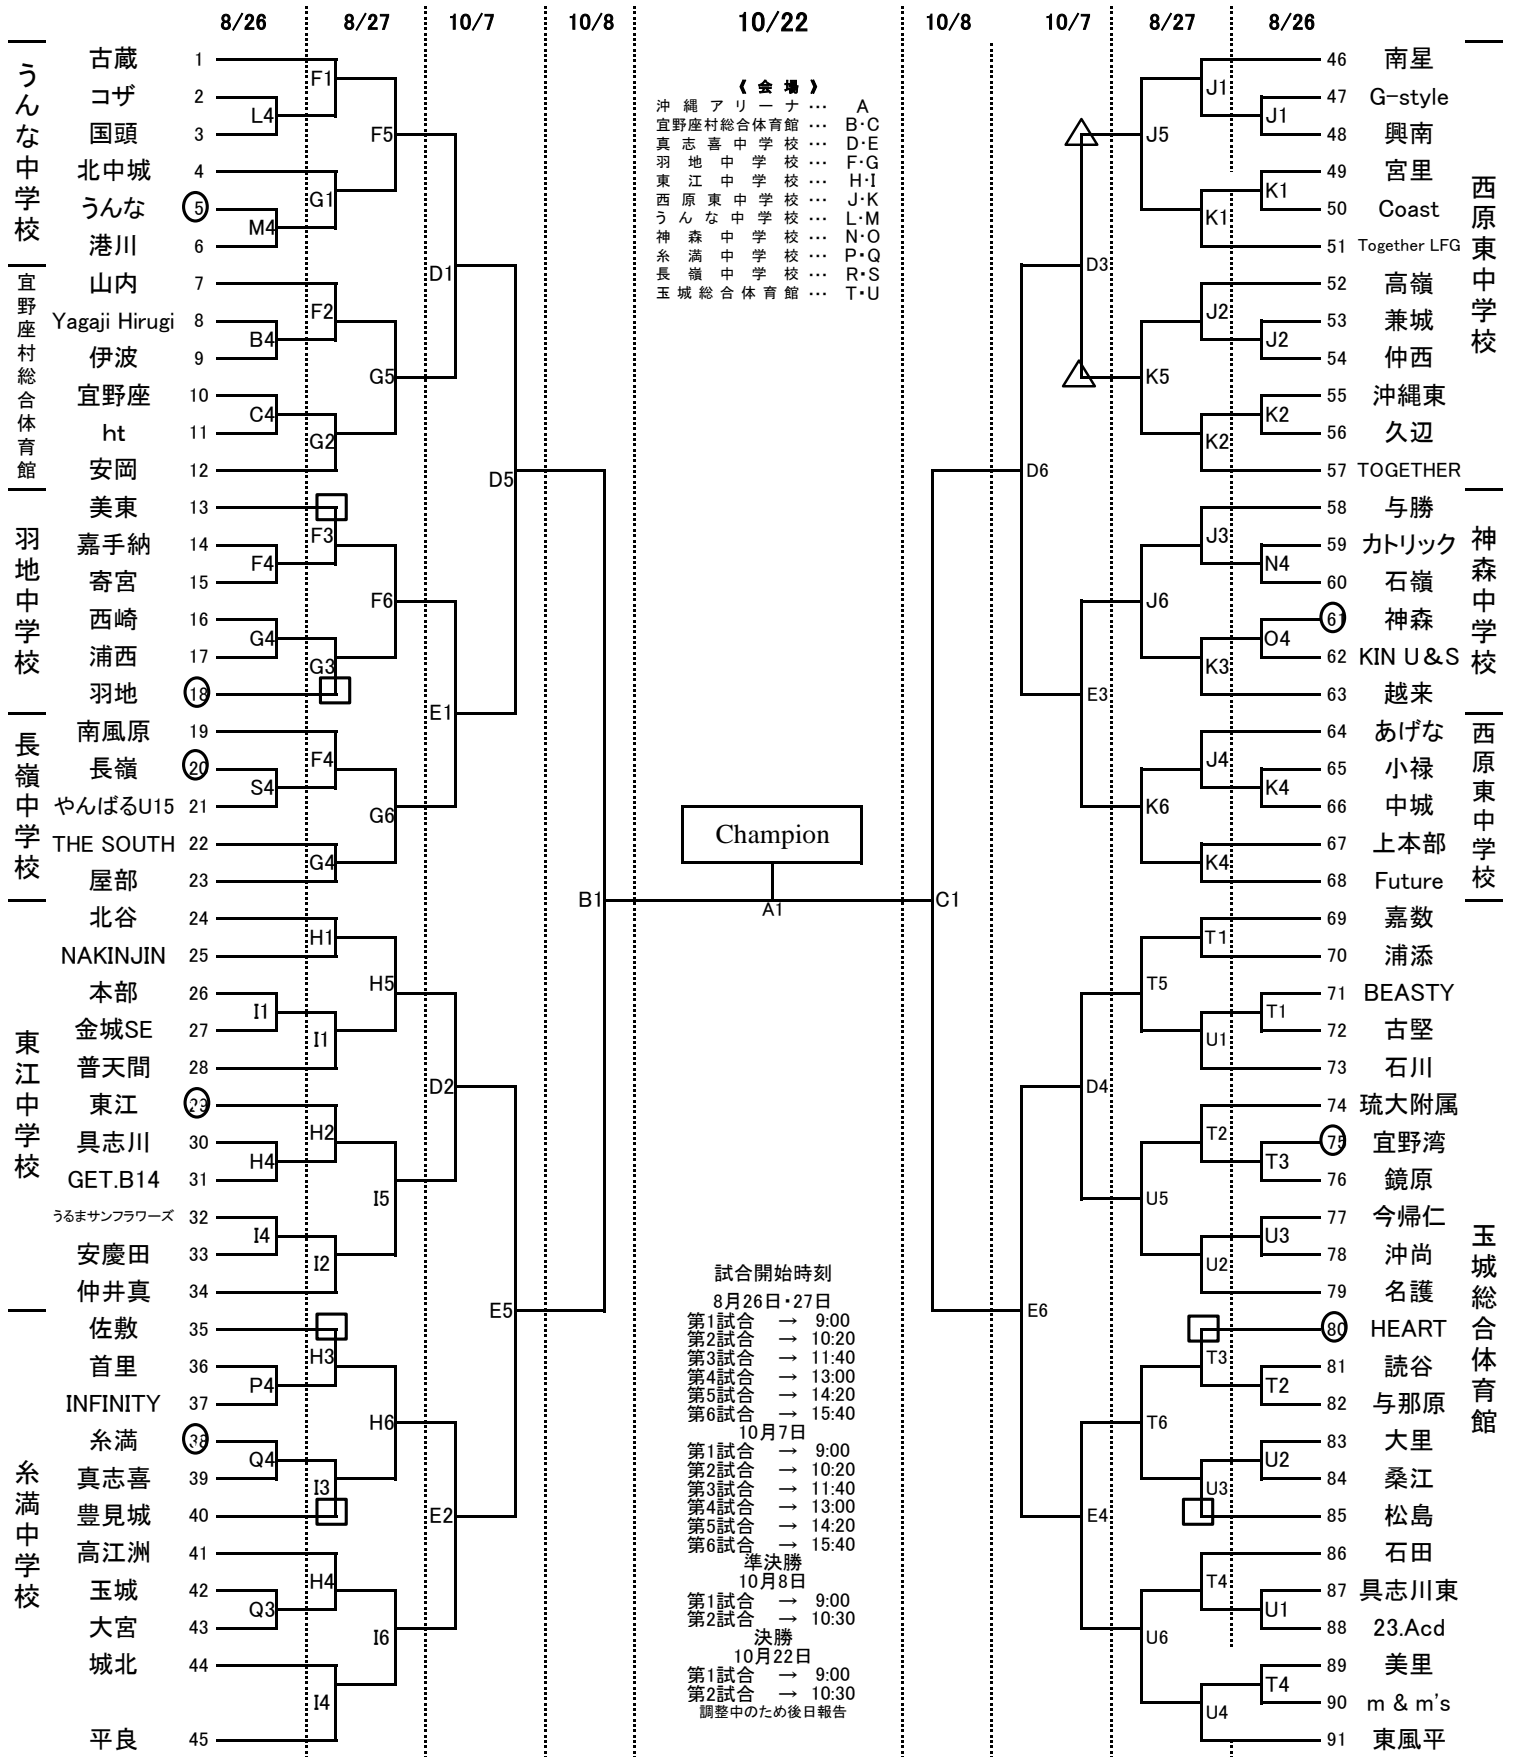 8/26 8/27 10/7 10/8 10/22 10/8 10/7 8/27 8/26
うんな中学校
古蔵 1
コザ 2
国頭 3
北中城 4
うんな 5
港川 6
宜野座村総合体育館
山内 7
Yagaji Hirugi 8
伊波 9
宜野座 10
ht 11
安岡 12
羽地中学校
美東 13
嘉手納 14
寄宮 15
西崎 16
浦西 17
羽地 18
長嶺中学校
南風原 19
長嶺 20
やんばるU15 21
THE SOUTH 22
屋部 23
東江中学校
北谷 24
NAKINJIN 25
本部 26
金城SE 27
普天間 28
東江 29
具志川 30
GET.B14 31
うるまサンフラワーズ 32
安慶田 33
仲井真 34
糸満中学校
佐敷 35
首里 36
INFINITY 37
糸満 38
真志喜 39
豊見城 40
高江洲 41
玉城 42
大宮 43
城北 44
平良 45
L4
M4
B4
C4
F4
G4
S4
I1
H4
I4
P4
Q4
Q3
F1
G1
F2
G2
F3
G3
F4
G4
H1
I1
H2
I2
H3
I3
H4
I4
F5
G5
F6
G6
H5
I5
H6
I6
D1
E1
D2
E2
D5
E5
B1
《 会 場 》
沖縄アリーナ … A
宜野座村総合体育館 … B・C
真志喜中学校 … D・E
羽地中学校 … F・G
東江中学校 … H・I
西原東中学校 … J・K
うんな中学校 … L・M
神森中学校 … N・O
糸満中学校 … P・Q
長嶺中学校 … R・S
玉城総合体育館 … T・U
Champion
A1
試合開始時刻
8月26日・27日
第1試合 → 9:00
第2試合 → 10:20
第3試合 → 11:40
第4試合 → 13:00
第5試合 → 14:20
第6試合 → 15:40
10月7日
第1試合 → 9:00
第2試合 → 10:20
第3試合 → 11:40
第4試合 → 13:00
第5試合 → 14:20
第6試合 → 15:40
準決勝
10月8日
第1試合 → 9:00
第2試合 → 10:30
決勝
10月22日
第1試合 → 9:00
第2試合 → 10:30
調整中のため後日報告
C1
D6
E6
D3
E3
D4
E4
J5
K5
J6
K6
T5
U5
T6
U6
J1
K1
J2
K2
J3
K3
J4
K4
T1
U1
T2
U2
T3
U3
T4
U4
J1
K1
J2
K2
N4
O4
K4
T1
T3
U3
T2
U2
U1
T4
西原東中学校
46 南星
47 G-style
48 興南
49 宮里
50 Coast
51 Together LFG
52 高嶺
53 兼城
54 仲西
55 沖縄東
56 久辺
57 TOGETHER
神森中学校
58 与勝
59 カトリック
60 石嶺
61 神森
62 KIN U&S
63 越来
西原東中学校
64 あげな
65 小禄
66 中城
67 上本部
68 Future
玉城総合体育館
69 嘉数
70 浦添
71 BEASTY
72 古堅
73 石川
74 琉大附属
75 宜野湾
76 鏡原
77 今帰仁
78 沖尚
79 名護
80 HEART
81 読谷
82 与那原
83 大里
84 桑江
85 松島
86 石田
87 具志川東
88 23.Acd
89 美里
90 m & m's
91 東風平